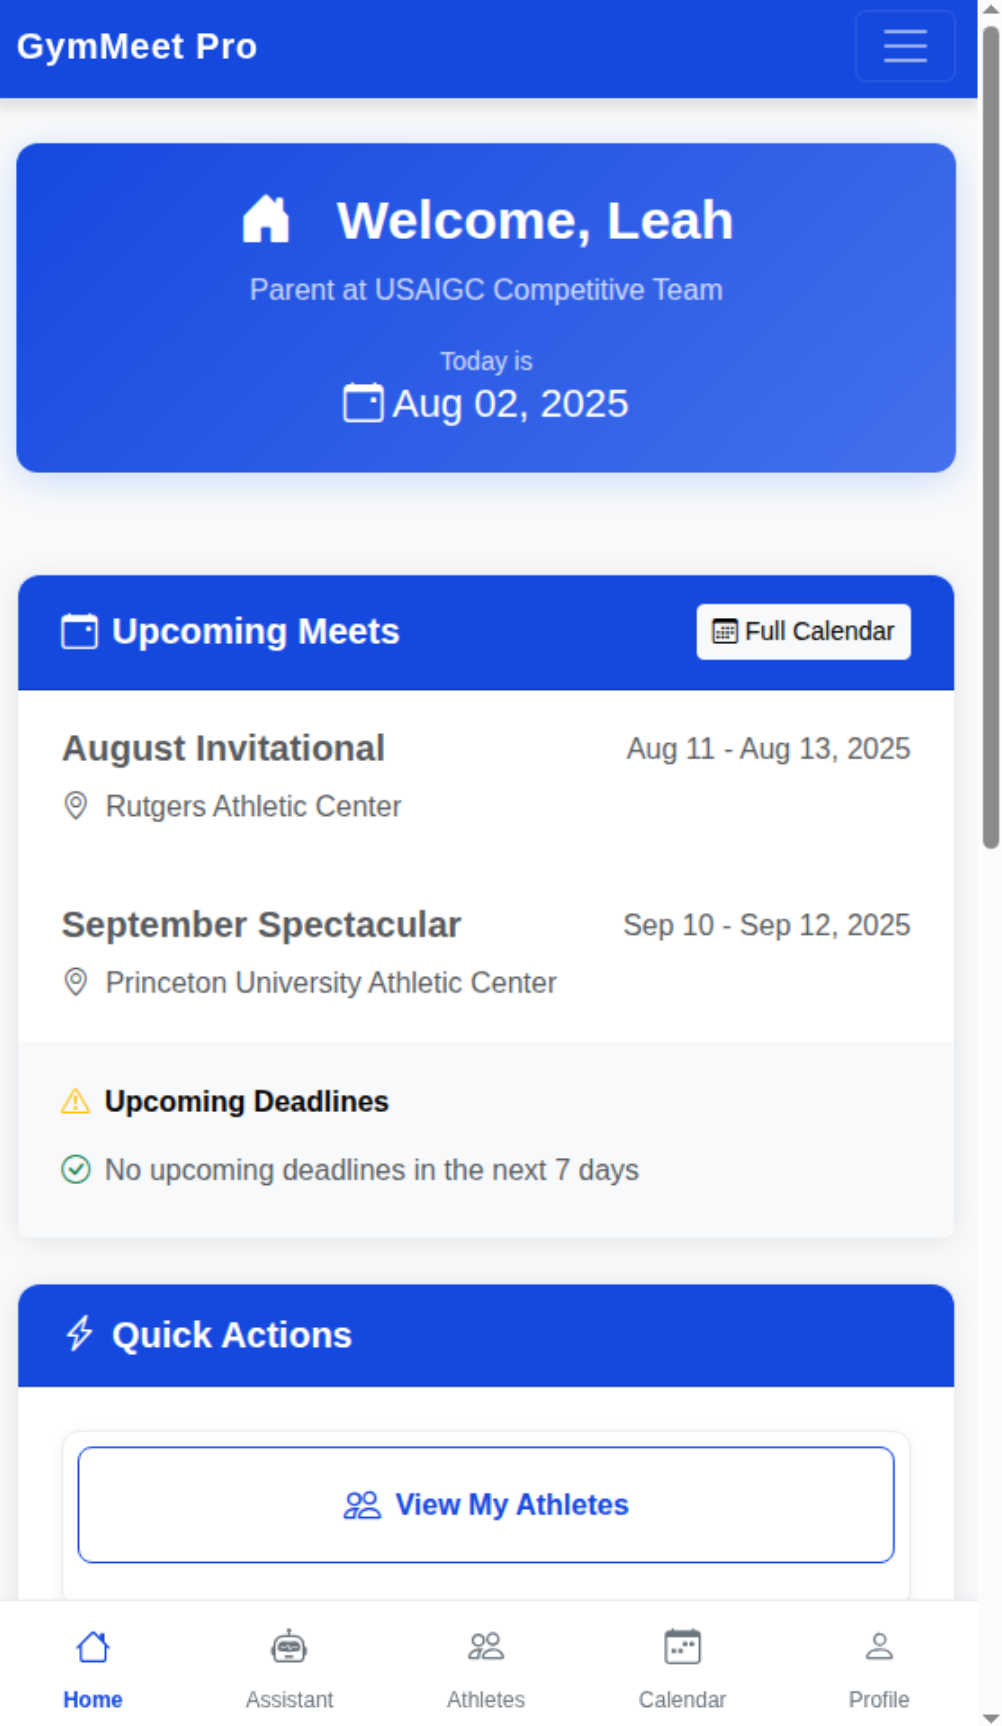 GymMeet Pro
Welcome, Leah
Parent at USAIGC Competitive Team
Today is
Aug 02, 2025
Upcoming Meets
Full Calendar
August Invitational
Aug 11 - Aug 13, 2025
Rutgers Athletic Center
September Spectacular
Sep 10 - Sep 12, 2025
Princeton University Athletic Center
Upcoming Deadlines
No upcoming deadlines in the next 7 days
Quick Actions
View My Athletes
Home
Assistant
Athletes
Calendar
Profile